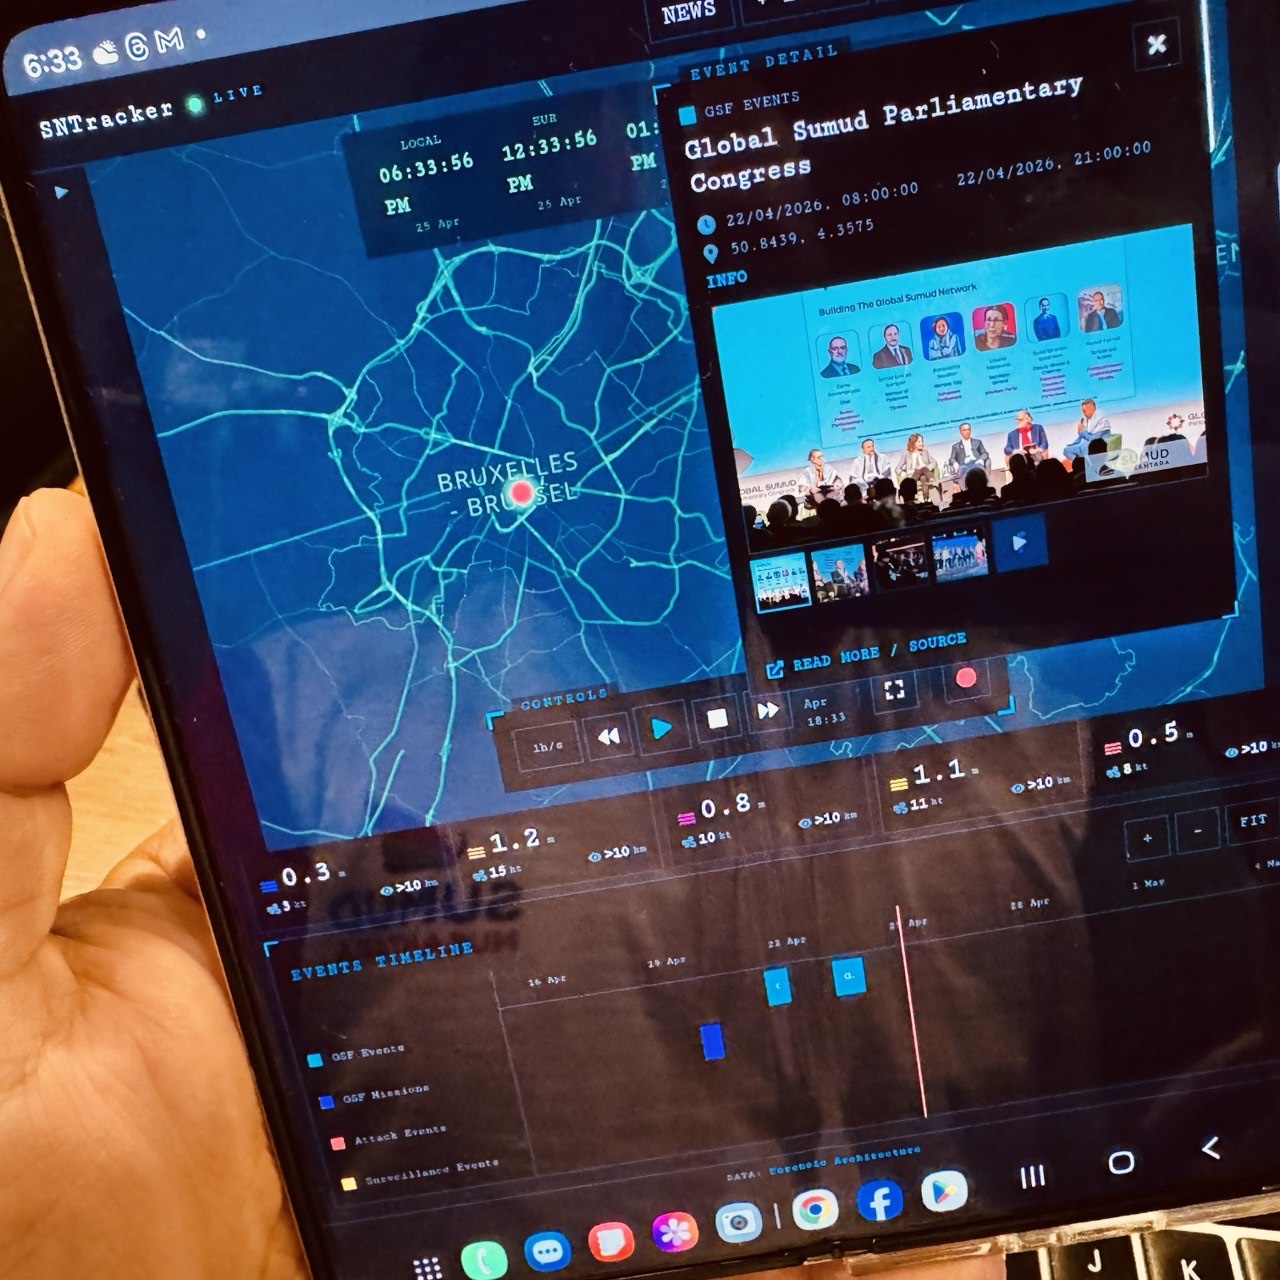 6:33
SNTracker LIVE
NEWS
LOCAL
06:33:56
PM
25 Apr
EUR
12:33:56
PM
25 Apr
01:
PM
EVENT DETAIL
GSF EVENTS
Global Sumud Parliamentary
Congress
22/04/2026, 08:00:00 22/04/2026, 21:00:00
50.8439, 4.3575
INFO
Building The Global Sumud Network
SUMUD
BRUXELLES
- BRUSSEL
READ MORE / SOURCE
CONTROLS
1h/s
Apr
18:33
0.3 m
>10 km
3 kt
1.2 m
>10 km
15 kt
0.8 m
>10 km
10 kt
1.1 m
>10 km
11 kt
0.5 m
>10
8 kt
+ - FIT
EVENTS TIMELINE
16 Apr
19 Apr
22 Apr
28 Apr
1 May
GSF Events
GSF Missions
Attack Events
Surveillance Events
DATA: Forensic Architecture
J
K